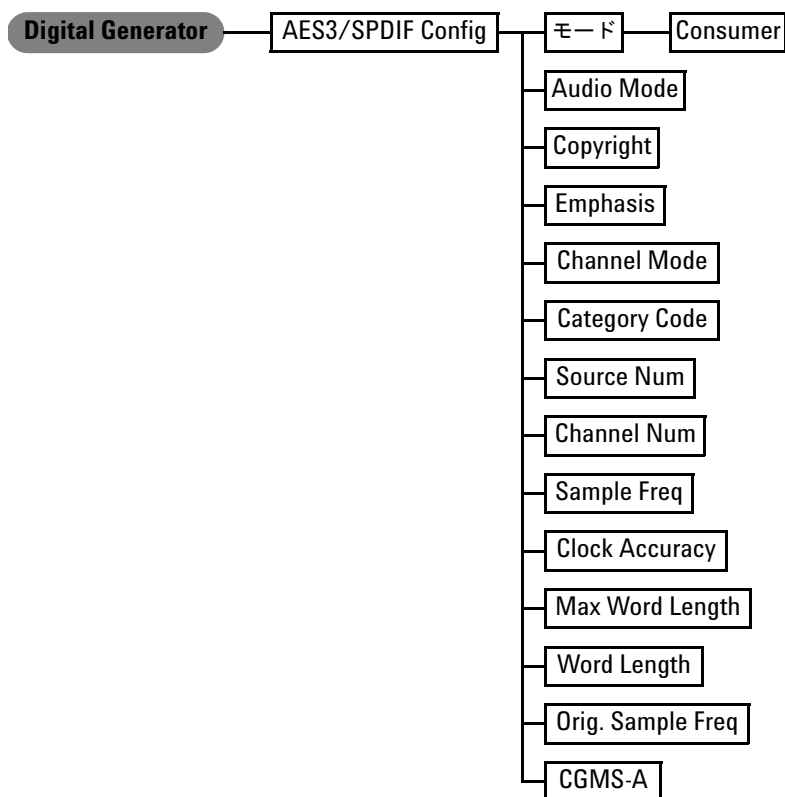 Digital Generator AES3/SPDIF Config モード Consumer
Audio Mode
Copyright
Emphasis
Channel Mode
Category Code
Source Num
Channel Num
Sample Freq
Clock Accuracy
Max Word Length
Word Length
Orig. Sample Freq
CGMS-A